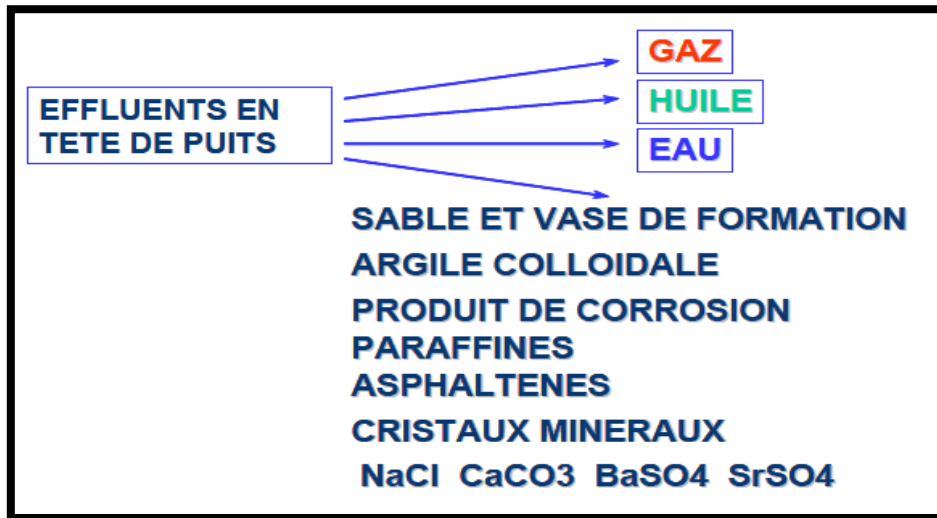 EFFLUENTS EN
TETE DE PUITS
GAZ
HUILE
EAU
SABLE ET VASE DE FORMATION
ARGILE COLLOIDALE
PRODUIT DE CORROSION
PARAFFINES
ASPHALTENES
CRISTAUX MINERAUX
NaCl CaCO3 BaSO4 SrSO4